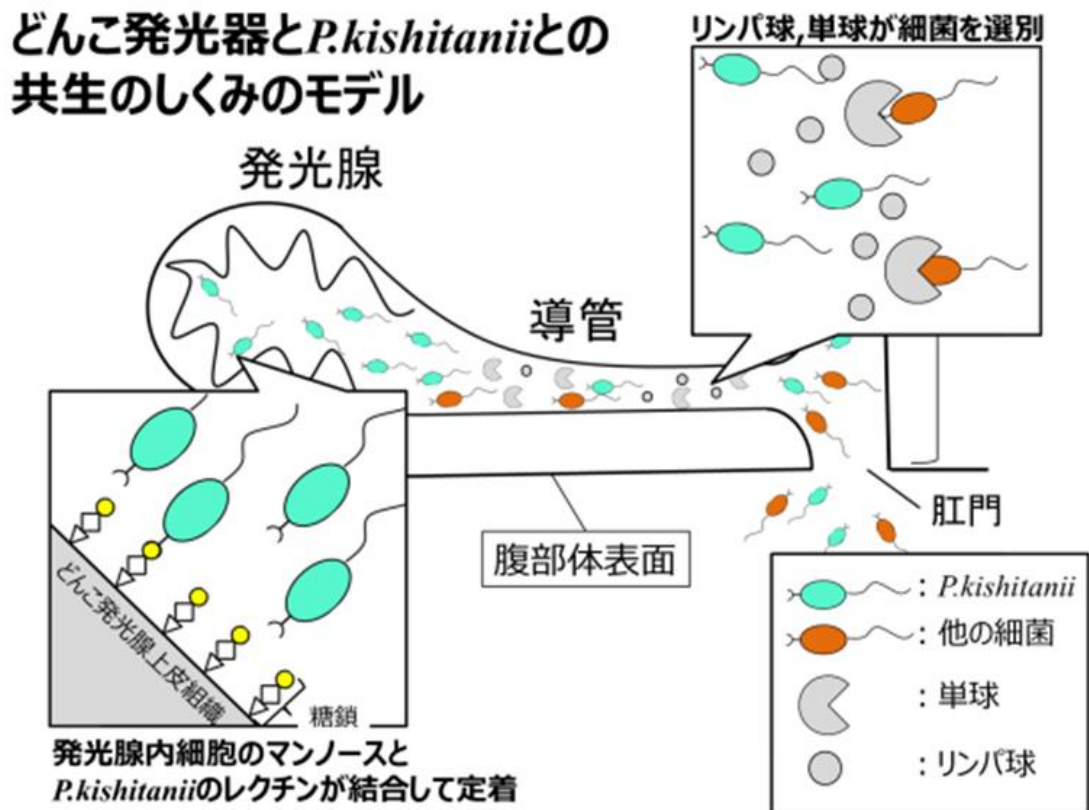 どんこ発光器とP.kishitaniiとの
共生のしくみのモデル
リンパ球,単球が細菌を選別
発光腺
導管
肛門
腹部体表面
どんこ発光腺上皮組織
糖鎖
発光腺内細胞のマンノースと
P.kishitaniiのレクチンが結合して定着
: P.kishitanii
: 他の細菌
: 単球
: リンパ球